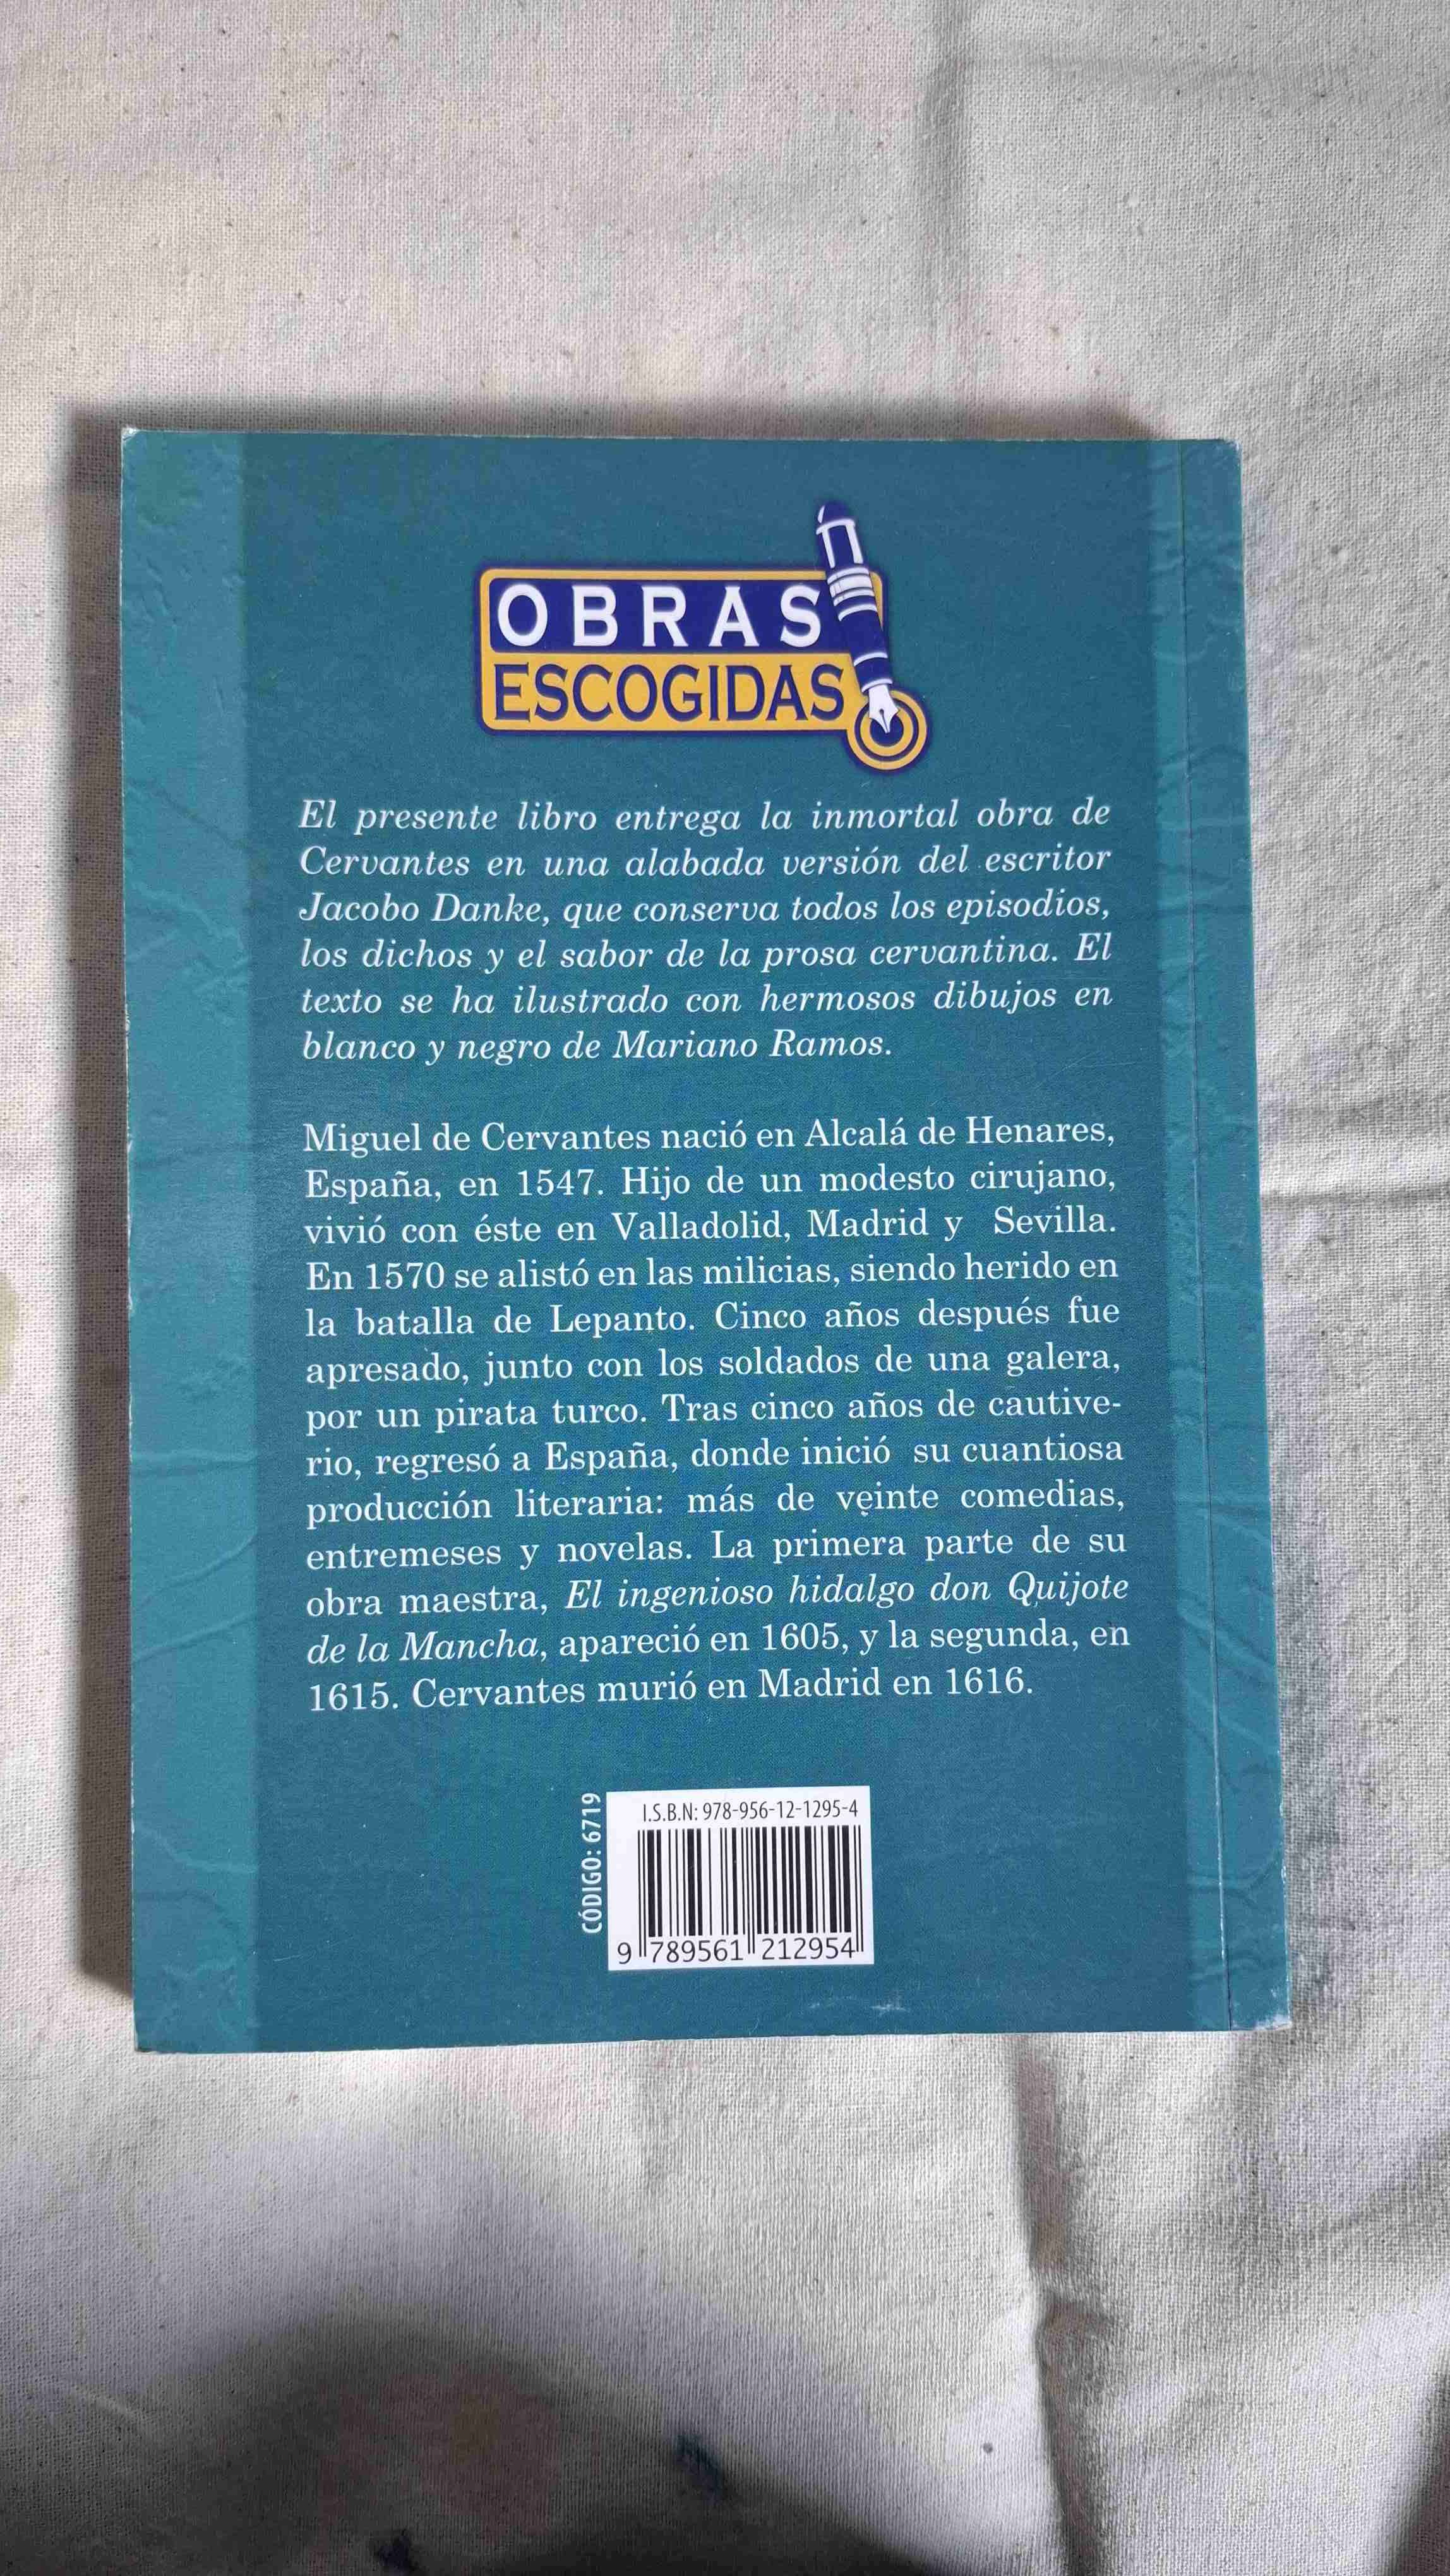 OBRAS
ESCOGIDAS
El presente libro entrega la inmortal obra de
Cervantes en una alabada versión del escritor
Jacobo Danke, que conserva todos los episodios,
los dichos y el sabor de la prosa cervantina. El
texto se ha ilustrado con hermosos dibujos en
blanco y negro de Mariano Ramos.
Miguel de Cervantes nació en Alcalá de Henares,
España, en 1547. Hijo de un modesto cirujano,
vivió con éste en Valladolid, Madrid y Sevilla.
En 1570 se alistó en las milicias, siendo herido en
la batalla de Lepanto. Cinco años después fue
apresado, junto con los soldados de una galera,
por un pirata turco. Tras cinco años de cautive-
rio, regresó a España, donde inició su cuantiosa
producción literaria: más de veinte comedias,
entremeses y novelas. La primera parte de su
obra maestra, El ingenioso hidalgo don Quijote
de la Mancha, apareció en 1605, y la segunda, en
1615. Cervantes murió en Madrid en 1616.
CÓDIGO: 6719
I.S.B.N: 978-956-12-1295-4
9 789561 212954